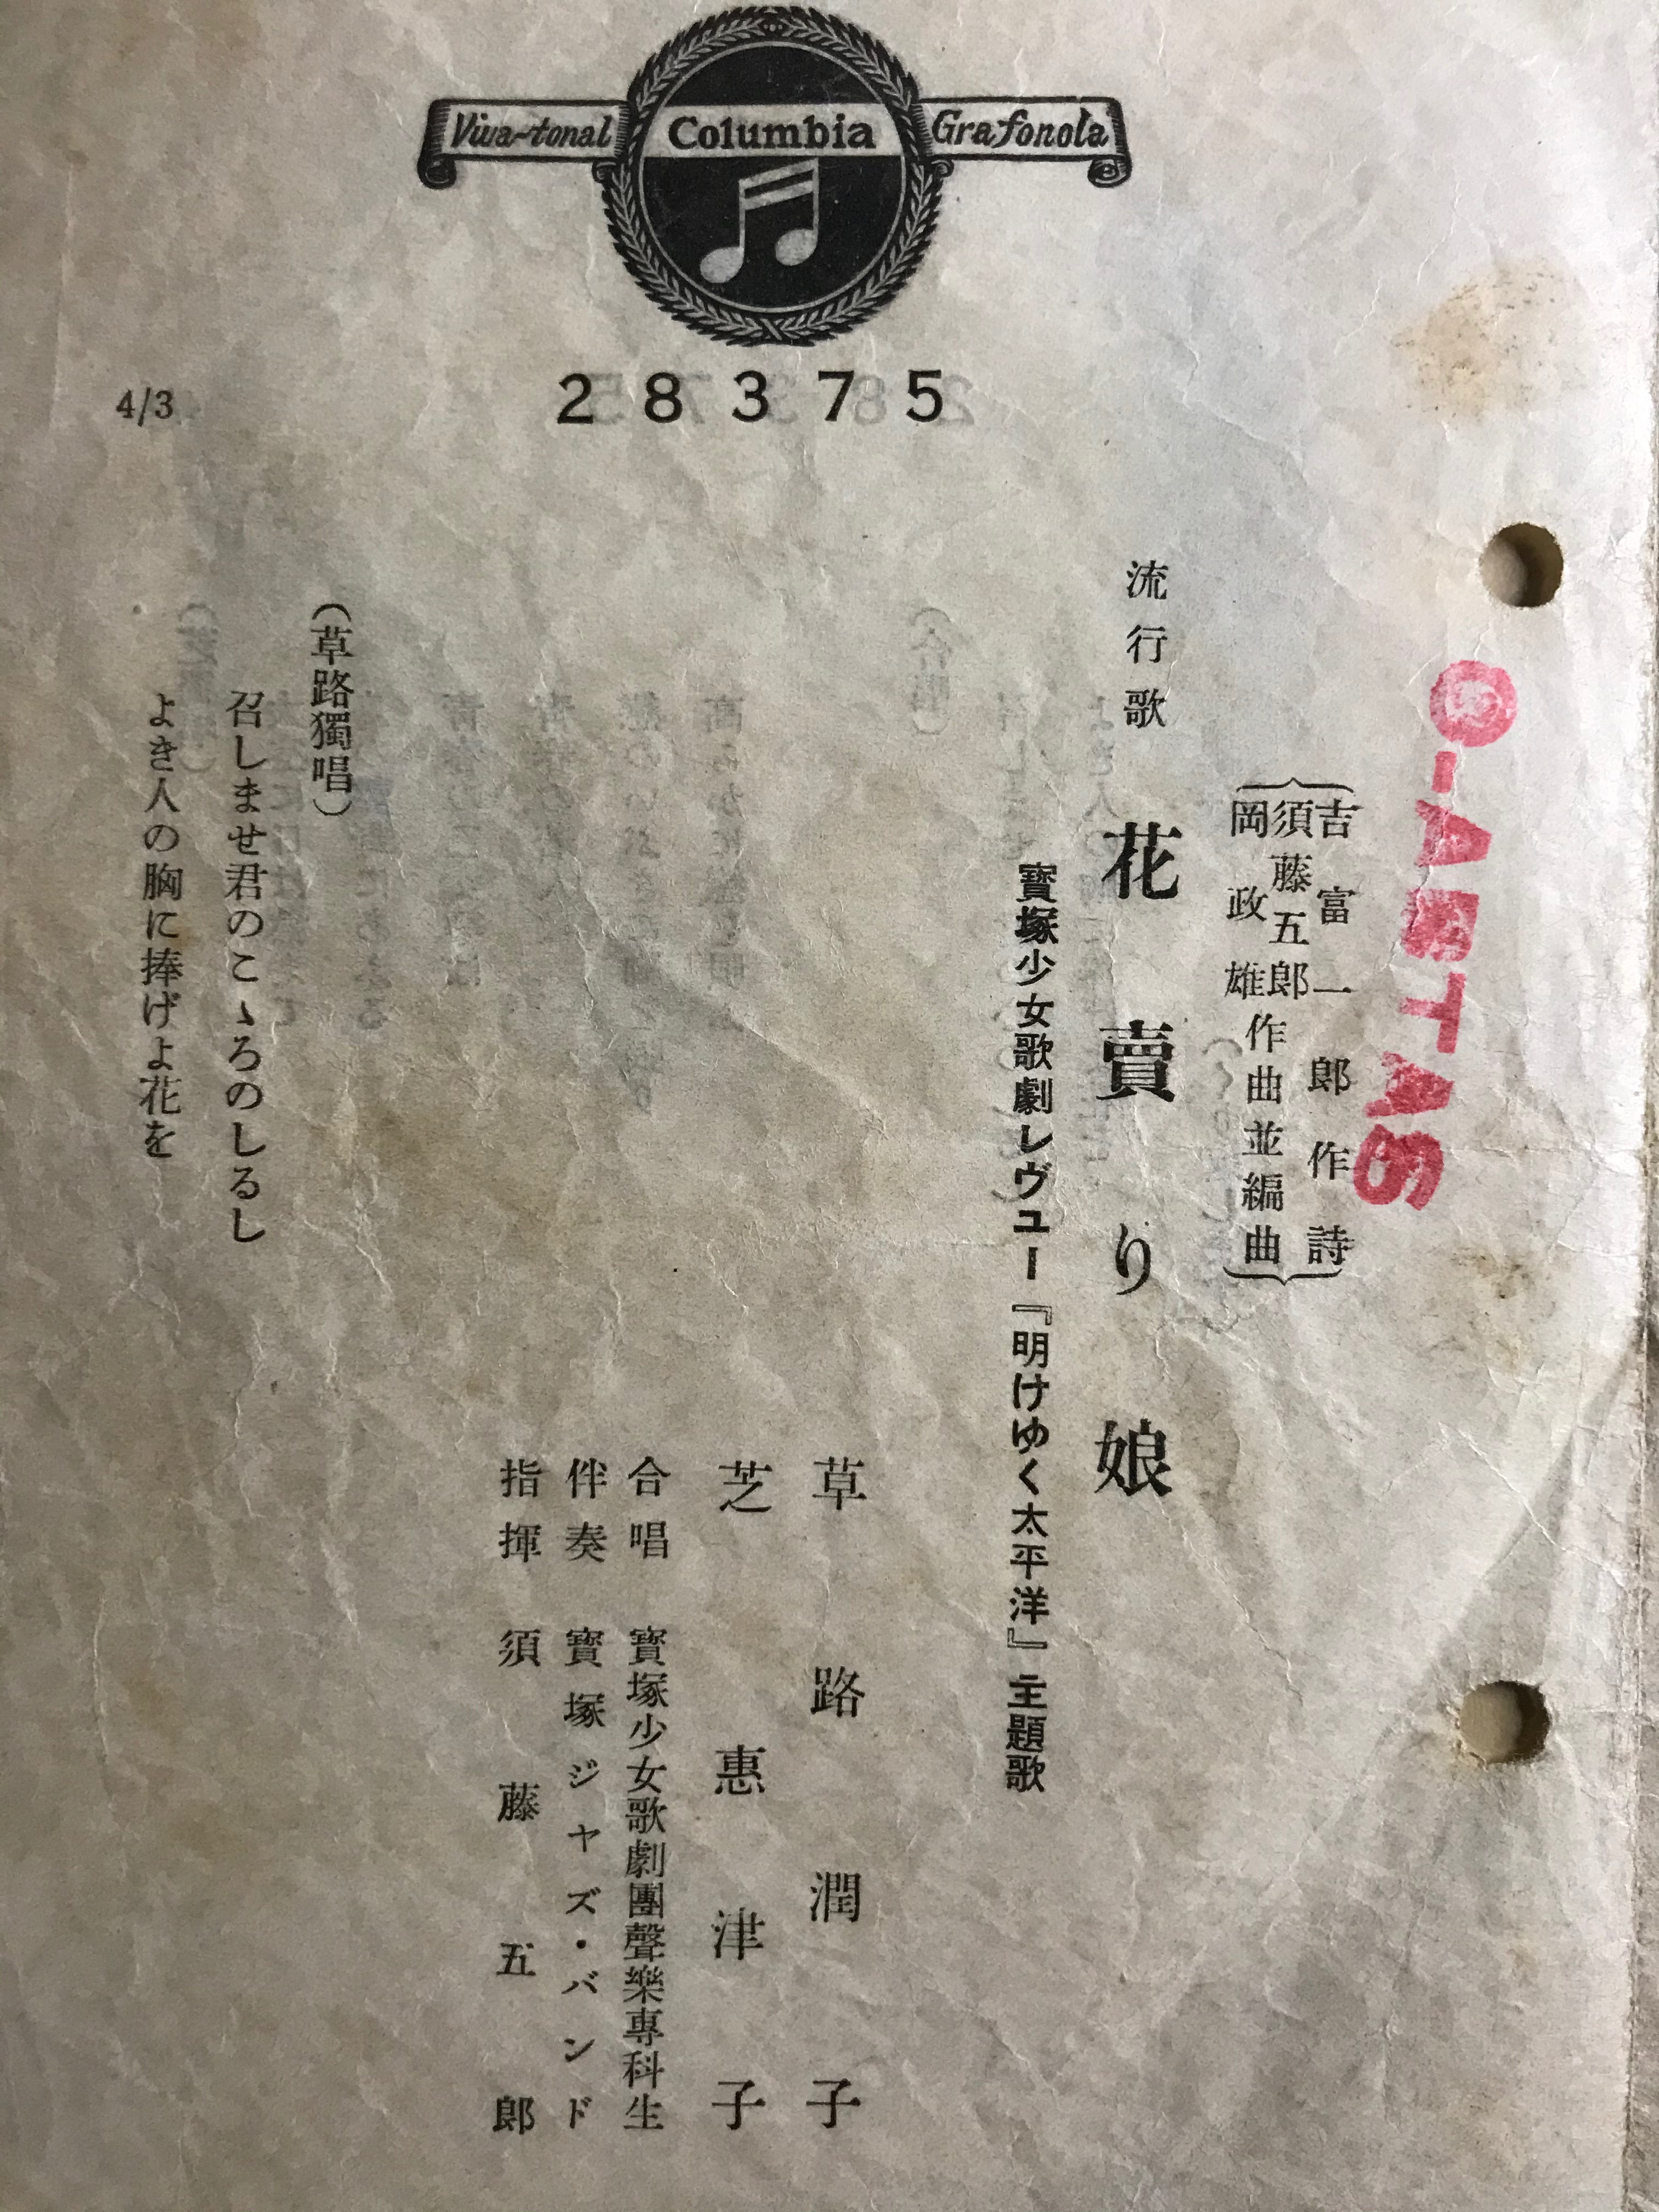 Viva-tonal Columbia Grafonola
28375
4/3
吉富一郎作詩
須藤五郎
岡政雄
作曲並編曲
流行歌 花賣り娘
寶塚少女歌劇レヴユー『明けゆく太平洋』主題歌
草路潤子
芝惠津子
合唱 寶塚少女歌劇團聲樂專科生
伴奏 寶塚ジャズ・バンド
指揮 須藤五郎
(草路獨唱)
召しませ君のこゝろのしるし
よき人の胸に捧げよ花を